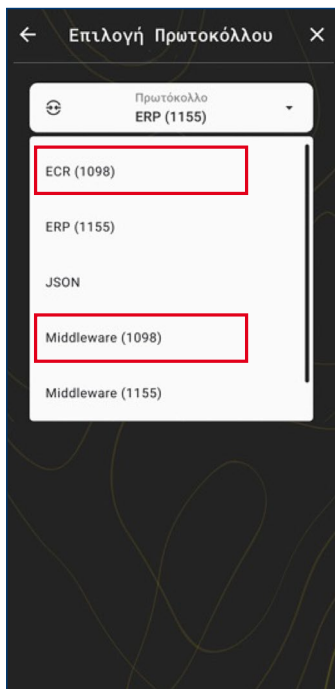 Επιλογή Πρωτοκόλλου
Πρωτόκολλο
ERP (1155)
ECR (1098)
ERP (1155)
JSON
Middleware (1098)
Middleware (1155)